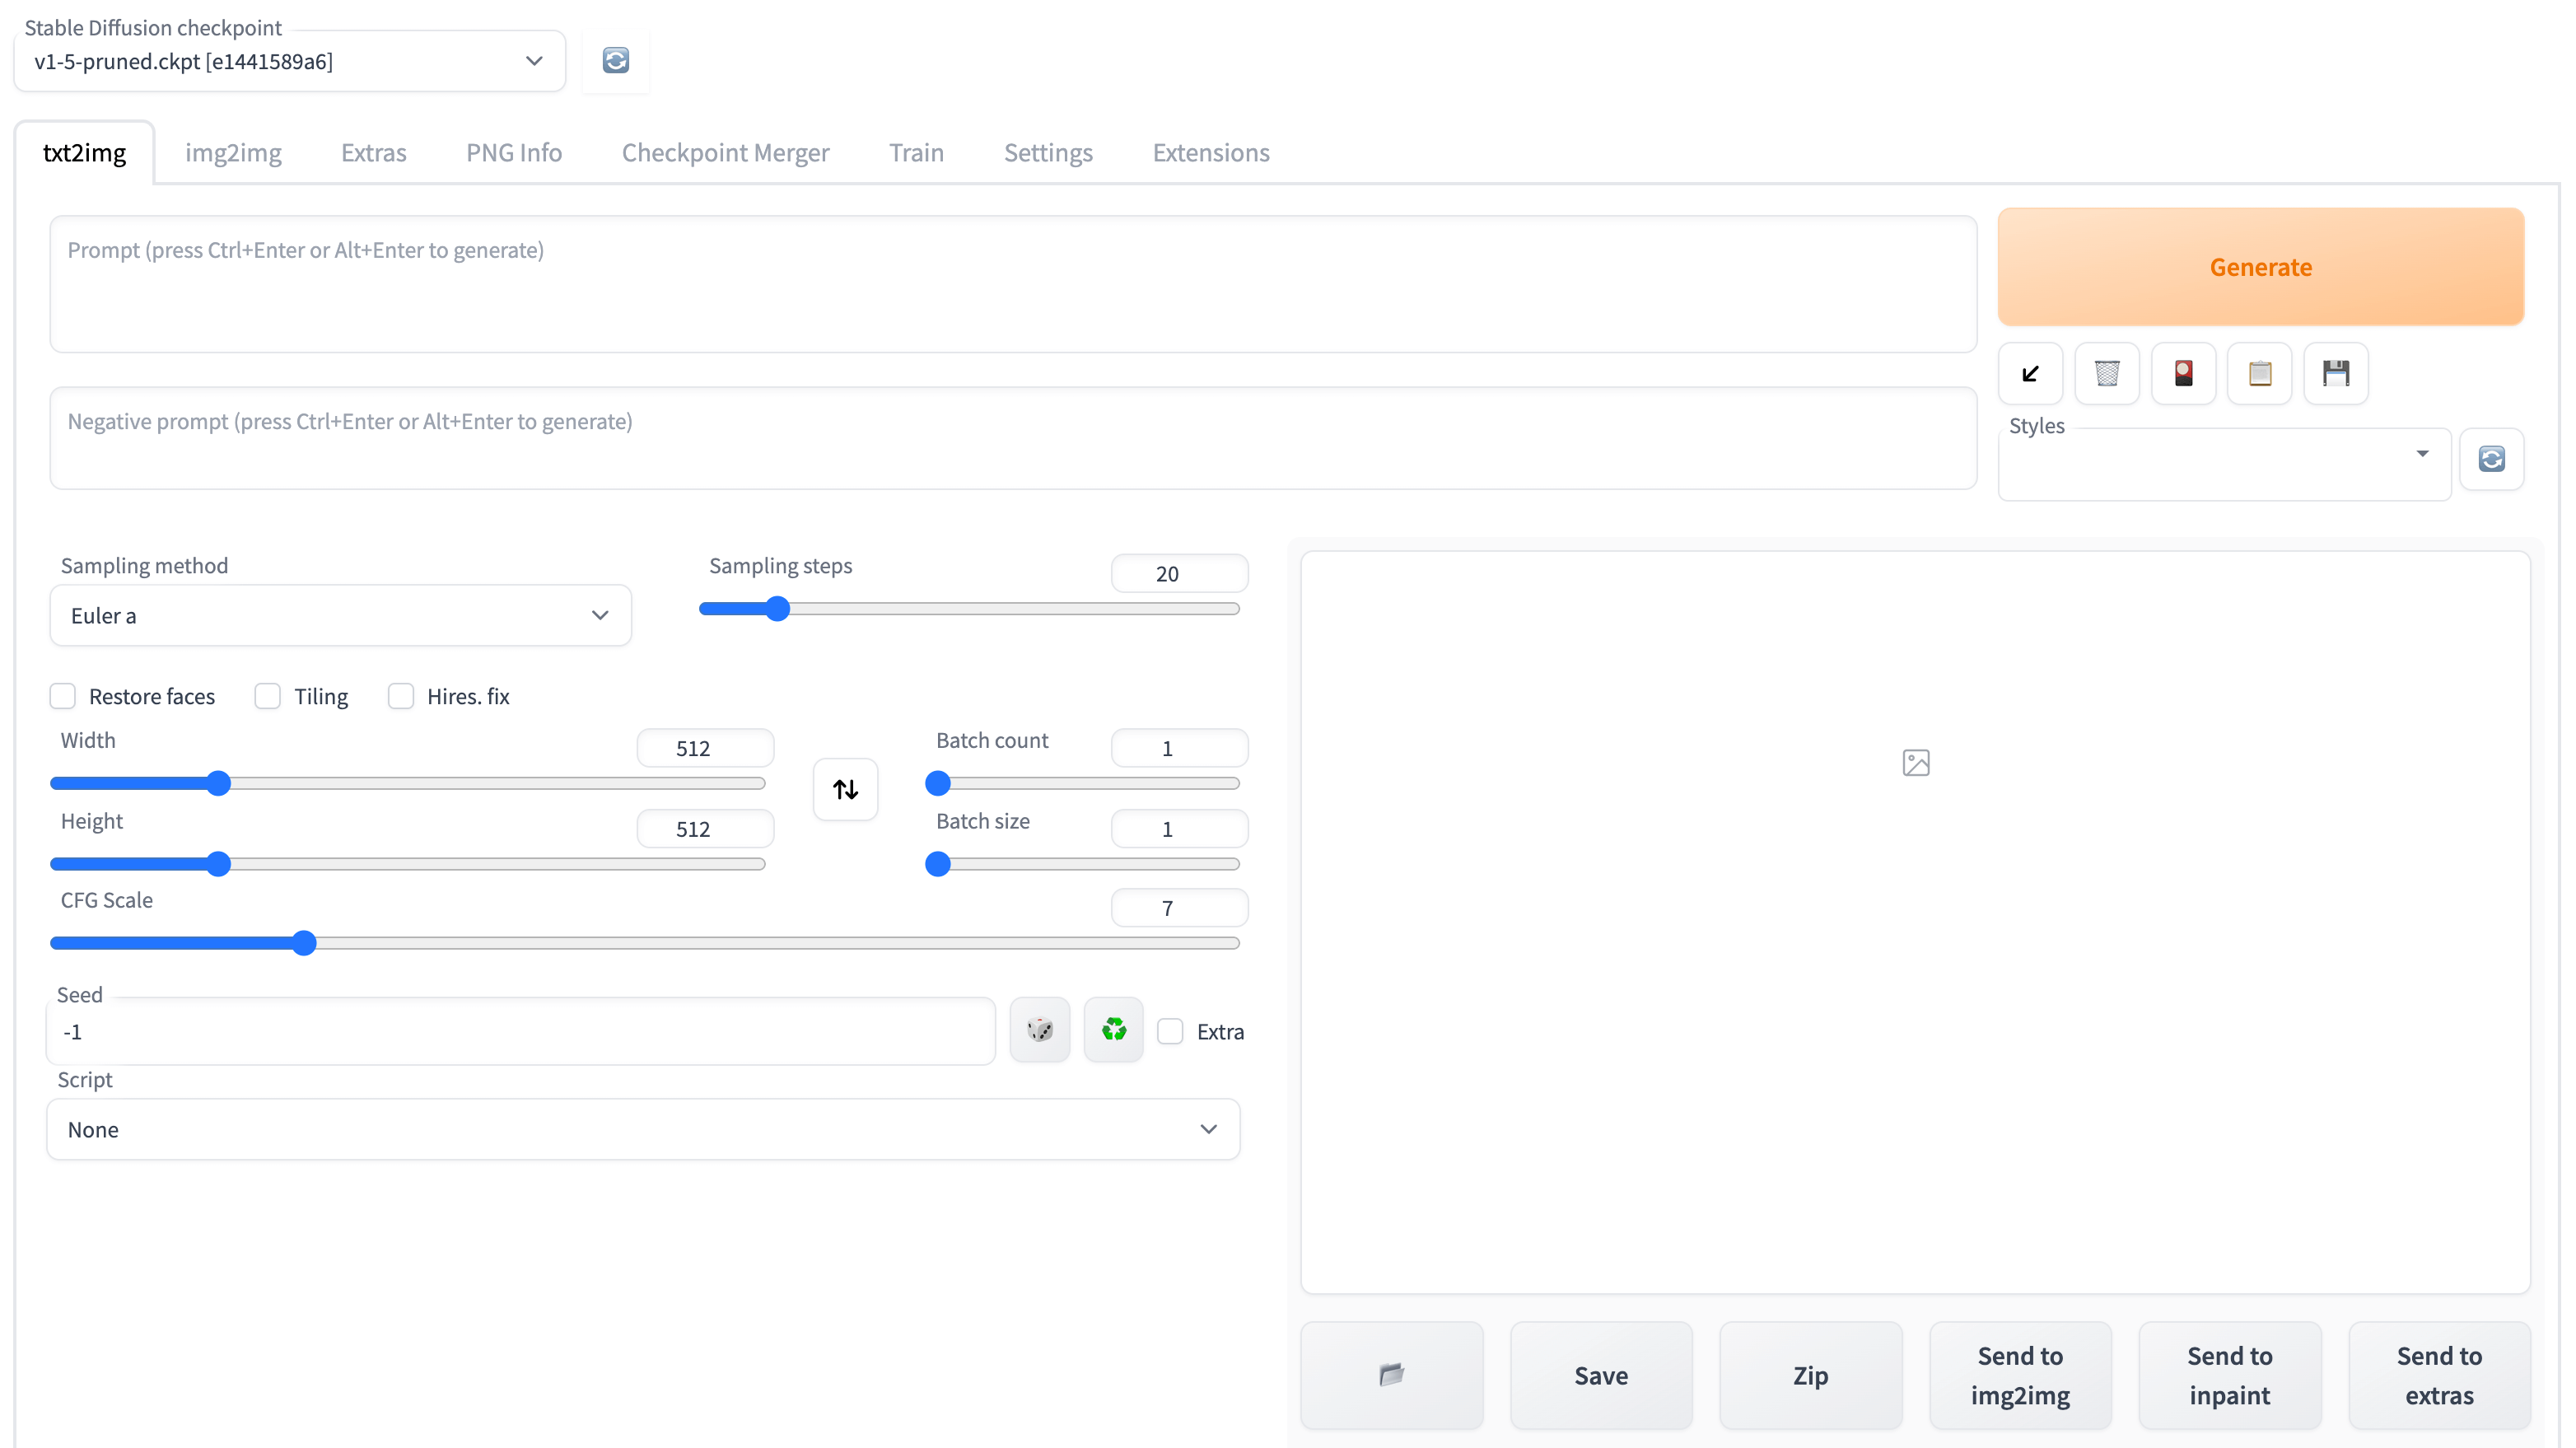 Stable Diffusion checkpoint
v1-5-pruned.ckpt [e1441589a6]
txt2img
img2img
Extras
PNG Info
Checkpoint Merger
Train
Settings
Extensions
Prompt (press Ctrl+Enter or Alt+Enter to generate)
Generate
Negative prompt (press Ctrl+Enter or Alt+Enter to generate)
Styles
Sampling method
Euler a
Sampling steps
20
Restore faces
Tiling
Hires. fix
Width
512
Batch count
1
Height
512
Batch size
1
CFG Scale
7
Seed
-1
Extra
Script
None
Save
Zip
Send to
img2img
Send to
inpaint
Send to
extras